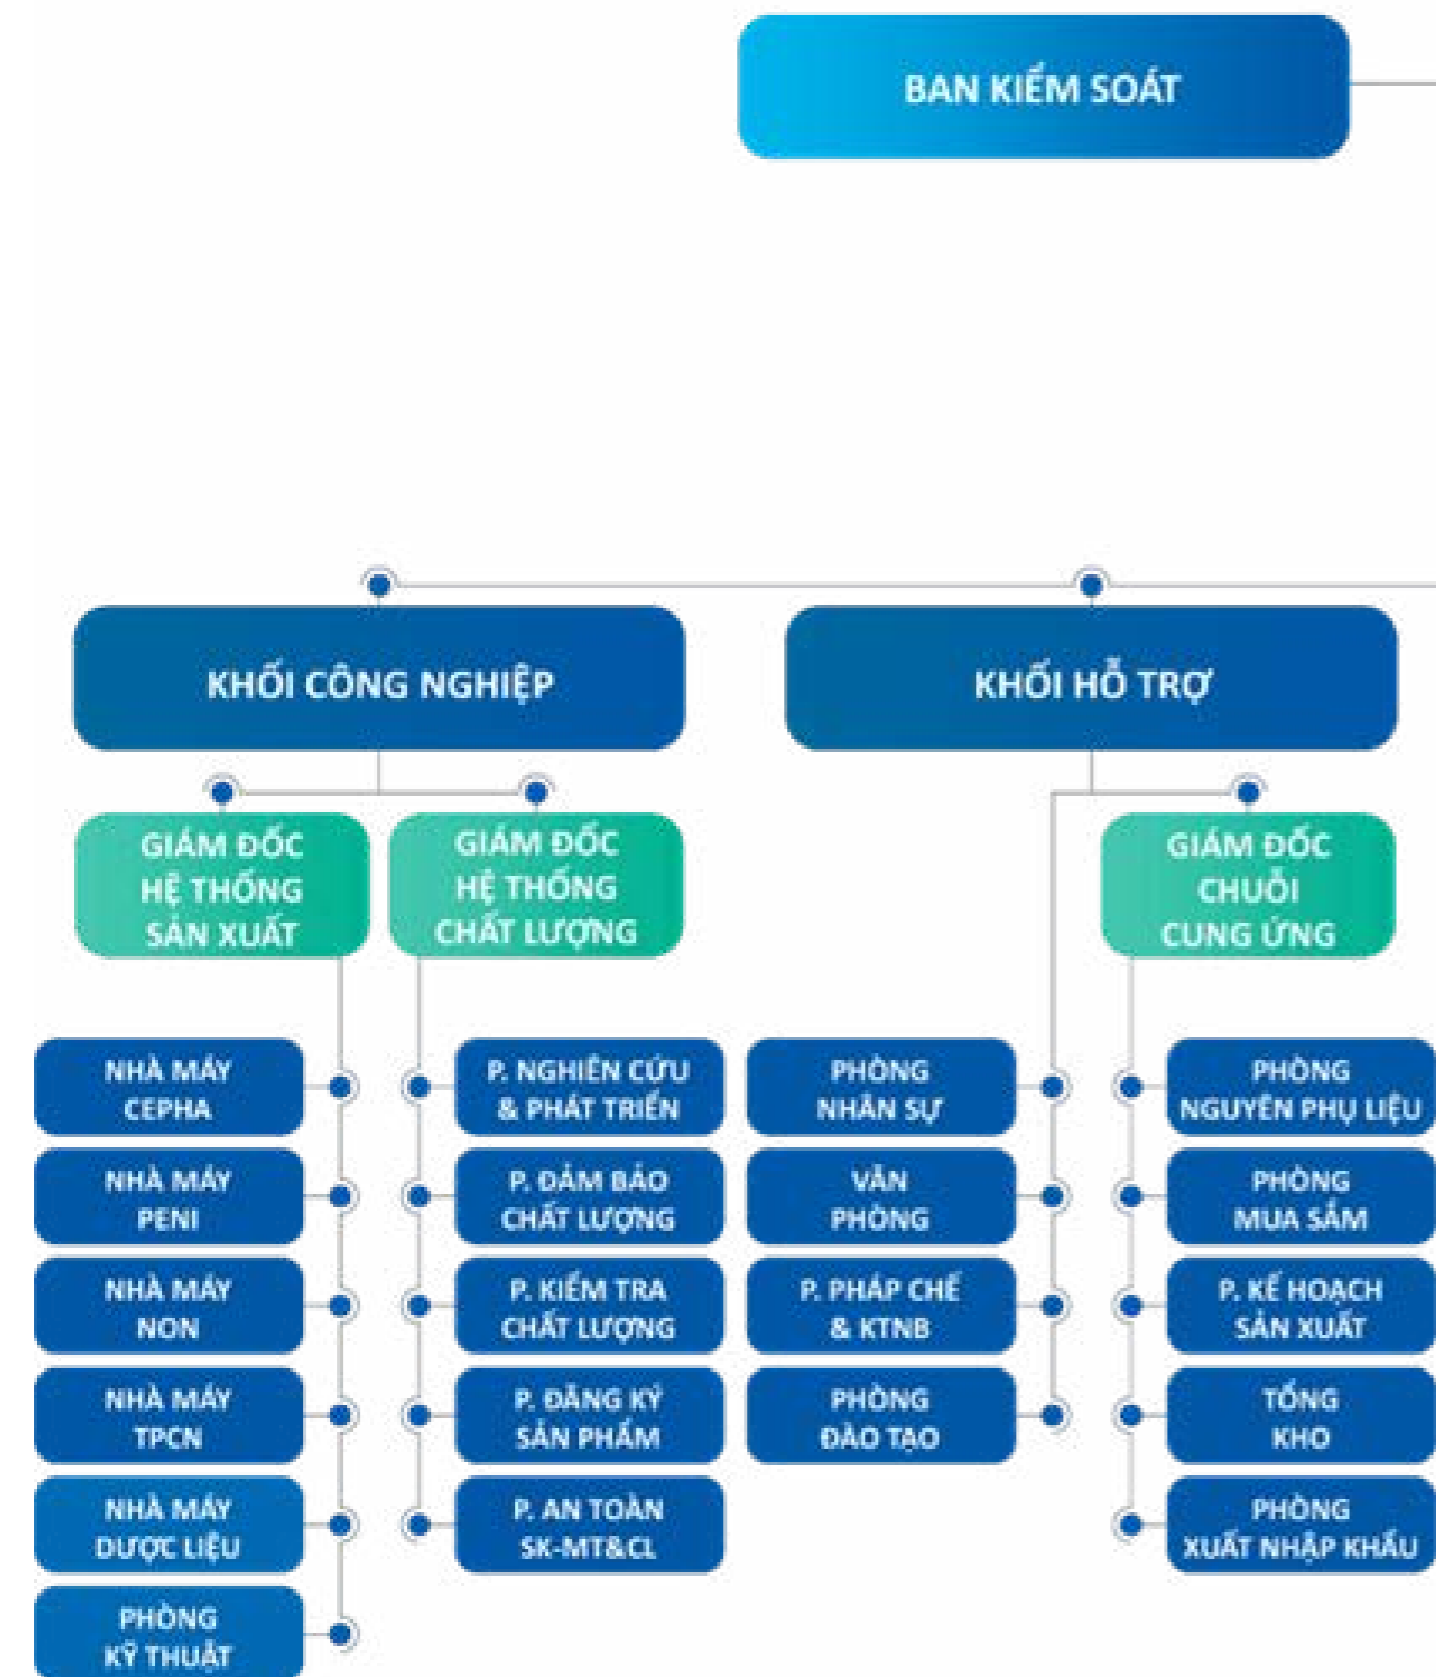 BAN KIỂM SOÁT
KHỐI CÔNG NGHIỆP
KHỐI HỖ TRỢ
GIÁM ĐỐC
HỆ THỐNG
SẢN XUẤT
GIÁM ĐỐC
HỆ THỐNG
CHẤT LƯỢNG
GIÁM ĐỐC
CHUỖI
CUNG ỨNG
NHÀ MÁY
CEPHA
NHÀ MÁY
PENI
NHÀ MÁY
NON
NHÀ MÁY
TPCN
NHÀ MÁY
DƯỢC LIỆU
PHÒNG
KỸ THUẬT
P. NGHIÊN CỨU
& PHÁT TRIỂN
P. ĐẢM BẢO
CHẤT LƯỢNG
P. KIỂM TRA
CHẤT LƯỢNG
P. ĐĂNG KÝ
SẢN PHẨM
P. AN TOÀN
SK-MT&CL
PHÒNG
NHÂN SỰ
VĂN
PHÒNG
P. PHÁP CHẾ
& KTNB
PHÒNG
ĐÀO TẠO
PHÒNG
NGUYÊN PHỤ LIỆU
PHÒNG
MUA SẮM
P. KẾ HOẠCH
SẢN XUẤT
TỔNG
KHO
PHÒNG
XUẤT NHẬP KHẨU